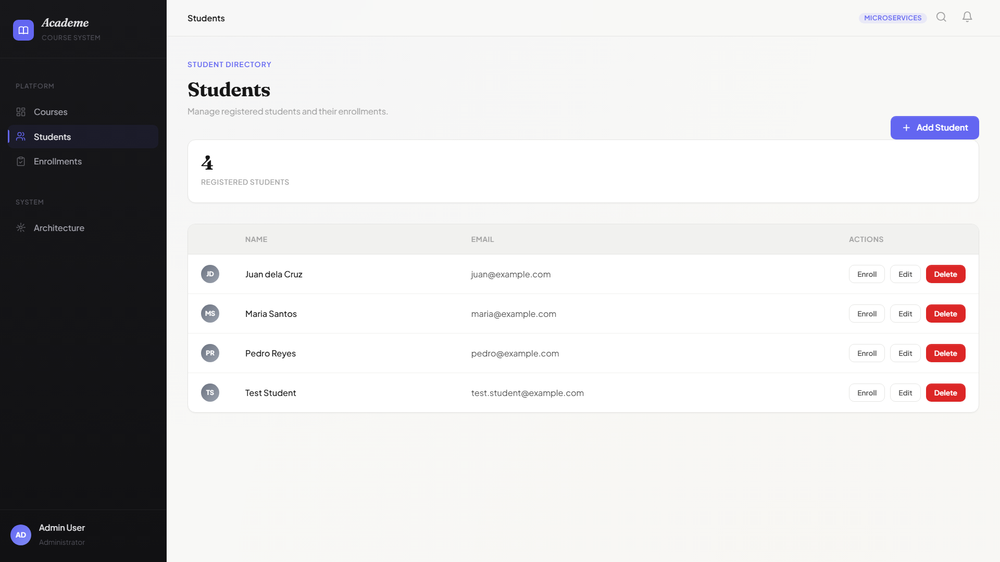 Academe
COURSE SYSTEM
PLATFORM
Courses
Students
Enrollments
SYSTEM
Architecture
AD
Admin User
Administrator
Students
MICROSERVICES
STUDENT DIRECTORY
Students
Manage registered students and their enrollments.
Add Student
4
REGISTERED STUDENTS
NAME EMAIL ACTIONS
JD Juan dela Cruz juan@example.com Enroll Edit Delete
MS Maria Santos maria@example.com Enroll Edit Delete
PR Pedro Reyes pedro@example.com Enroll Edit Delete
TS Test Student test.student@example.com Enroll Edit Delete